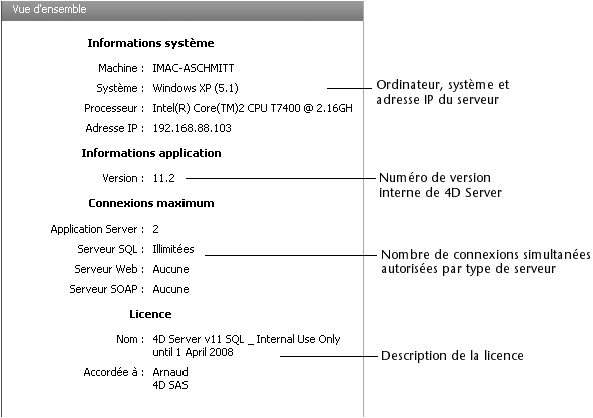 Vue d'ensemble
Informations système
Machine : IMAC-ASCHMITT
Système : Windows XP (5.1)
Ordinateur, système et
adresse IP du serveur
Processeur : Intel(R) Core(TM)2 CPU T7400 @ 2.16GH
Adresse IP : 192.168.88.103
Informations application
Version : 11.2
Numéro de version
interne de 4D Server
Connexions maximum
Application Server : 2
Serveur SQL : Illimitées
Nombre de connexions simultanées
autorisées par type de serveur
Serveur Web : Aucune
Serveur SOAP : Aucune
Licence
Nom : 4D Server v11 SQL _ Internal Use Only
until 1 April 2008
Description de la licence
Accordée à : Arnaud
4D SAS